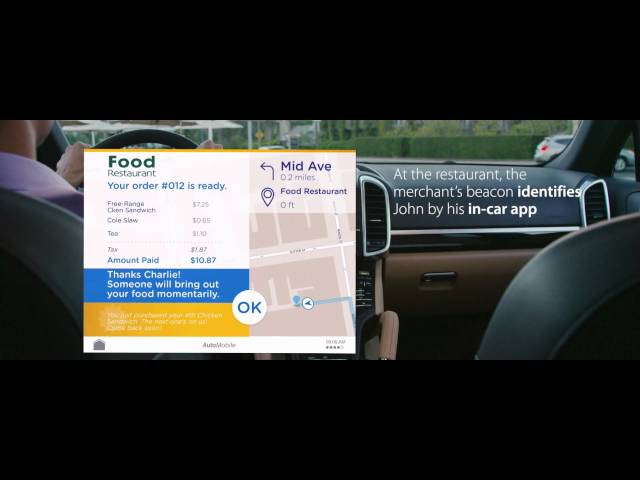 Food
Restaurant
Your order #012 is ready.
Free-Range
Cken Sandwich $7.25
Cole Slaw $0.65
Tea $1.10
Tax $1.87
Amount Paid $10.87
Thanks Charlie!
Someone will bring out
your food momentarily.
You just purchased your 4th Chicken
Sandwich. The next one's on us!
Come back soon!
OK
Mid Ave
0.2 miles
Food Restaurant
0 ft
AutoMobile
09:06 AM
At the restaurant, the
merchant's beacon identifies
John by his in-car app